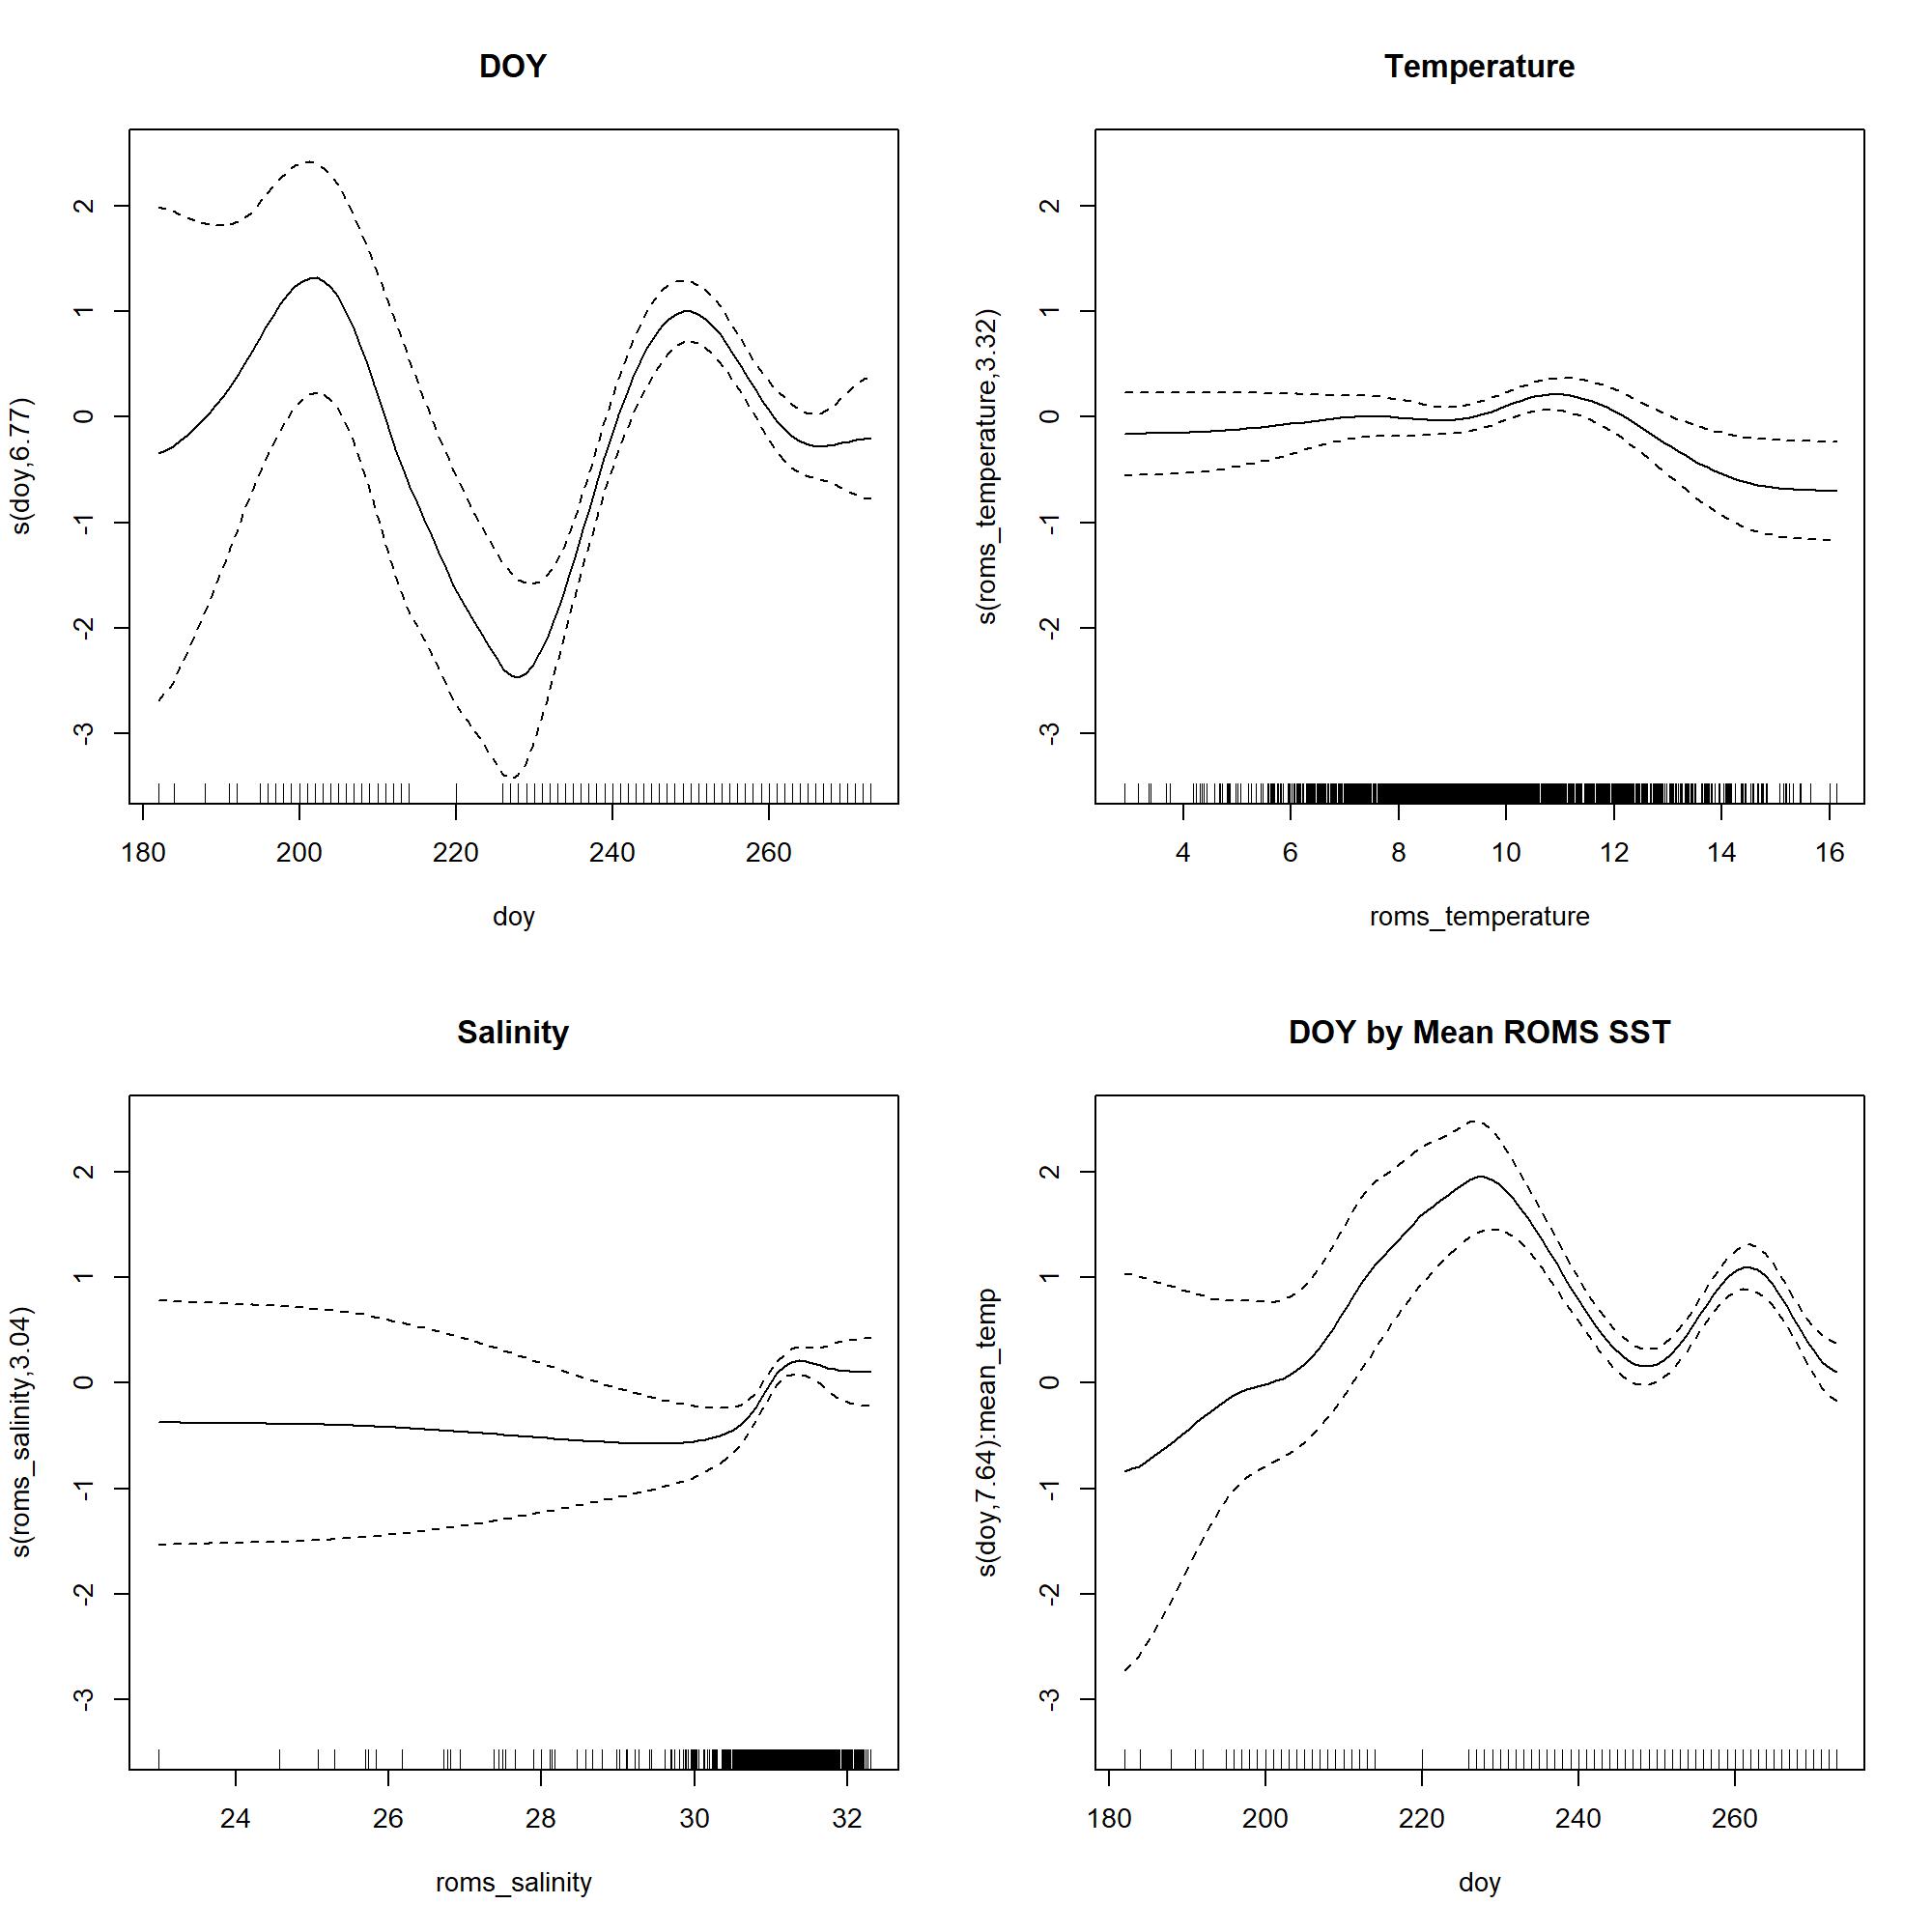 DOY
s(doy,6.77)
2
1
0
-1
-2
-3
180 200 220 240 260
doy
Temperature
s(roms_temperature,3.32)
2
1
0
-1
-2
-3
4 6 8 10 12 14 16
roms_temperature
Salinity
s(roms_salinity,3.04)
2
1
0
-1
-2
-3
24 26 28 30 32
roms_salinity
DOY by Mean ROMS SST
s(doy,7.64):mean_temp
2
1
0
-1
-2
-3
180 200 220 240 260
doy